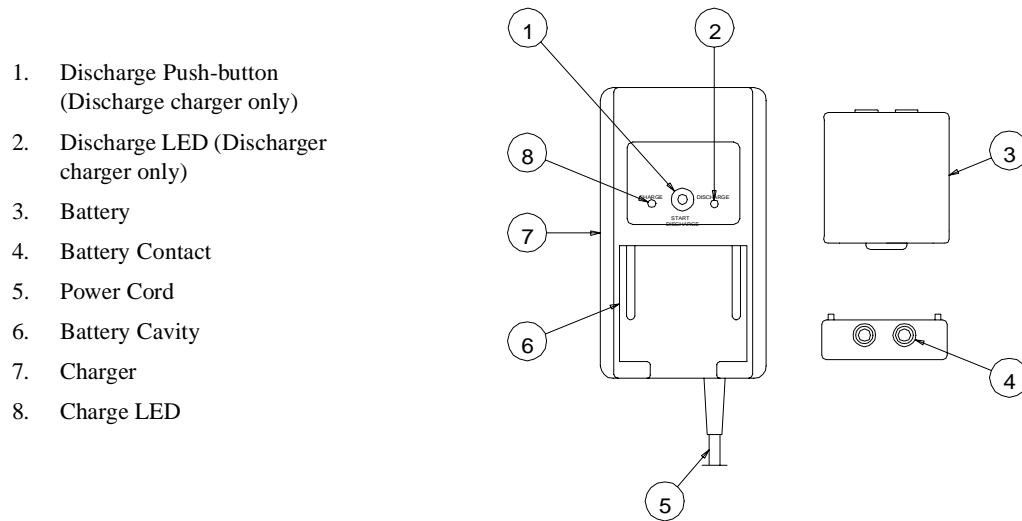 1. Discharge Push-button
(Discharge charger only)
2. Discharge LED (Discharger
charger only)
3. Battery
4. Battery Contact
5. Power Cord
6. Battery Cavity
7. Charger
8. Charge LED
1
2
8
3
CHARGE
DISCHARGE
START
DISCHARGE
7
6
4
5